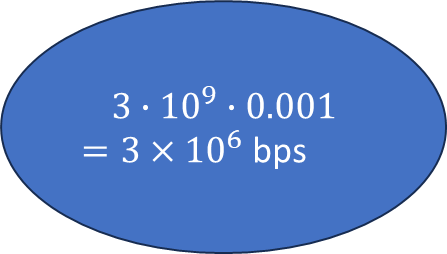 3 · 10⁹ · 0.001
= 3 × 10⁶ bps